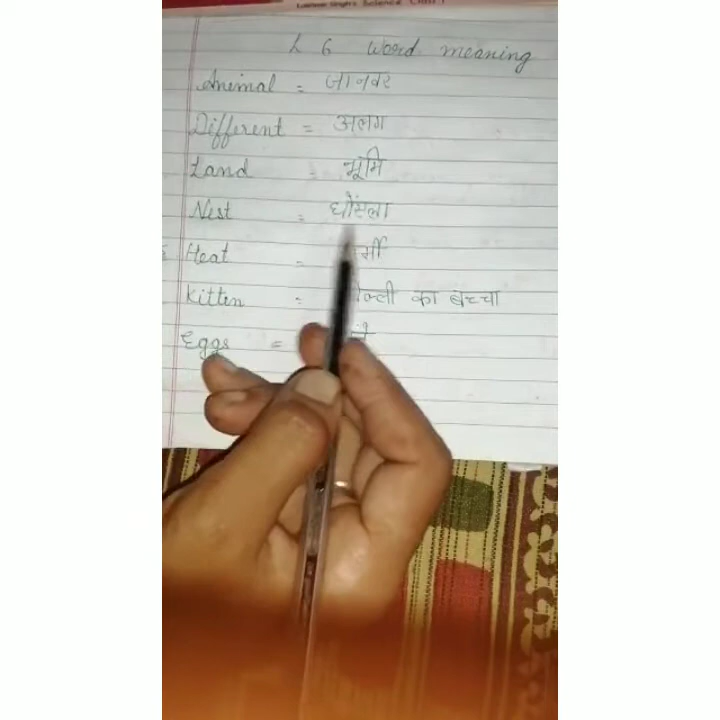 L 6 Word meaning
Animal = जानवर
Different = अलग
Land = भूमि
Nest = घोंसला
Heat =
Kitten = का बच्चा
Eggs =